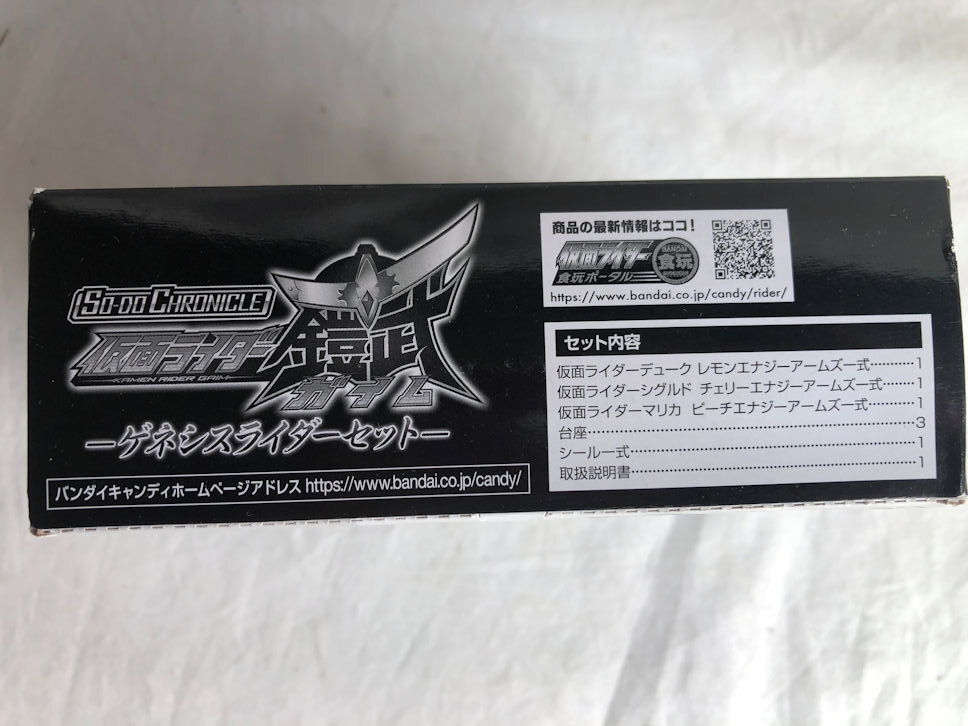 SO-DO CHRONICLE
仮面ライダー鎧武
KAMEN RIDER GAIM
ガイム
ーゲネシスライダーセットー
バンダイキャンディホームページアドレス https://www.bandai.co.jp/candy/
商品の最新情報はココ!
仮面ライダー
食玩ポータル
BANDAI
食玩
https://www.bandai.co.jp/candy/rider/
セット内容
仮面ライダーデューク レモンエナジーアームズ一式………1
仮面ライダーシグルド チェリーエナジーアームズ一式………1
仮面ライダーマリカ ピーチエナジーアームズ一式………1
台座………3
シール一式………1
取扱説明書………1